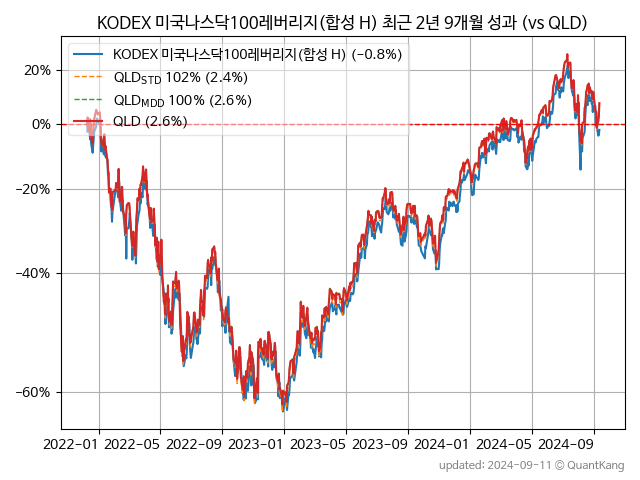 KODEX 미국나스닥100레버리지(합성 H) 최근 2년 9개월 성과 (vs QLD)
KODEX 미국나스닥100레버리지(합성 H) (−0.8%)
QLD_STD 102% (2.4%)
QLD_MDD 100% (2.6%)
QLD (2.6%)
20%
0%
−20%
−40%
−60%
2022−01 2022−05 2022−09 2023−01 2023−05 2023−09 2024−01 2024−05 2024−09
updated: 2024-09-11 © QuantKang